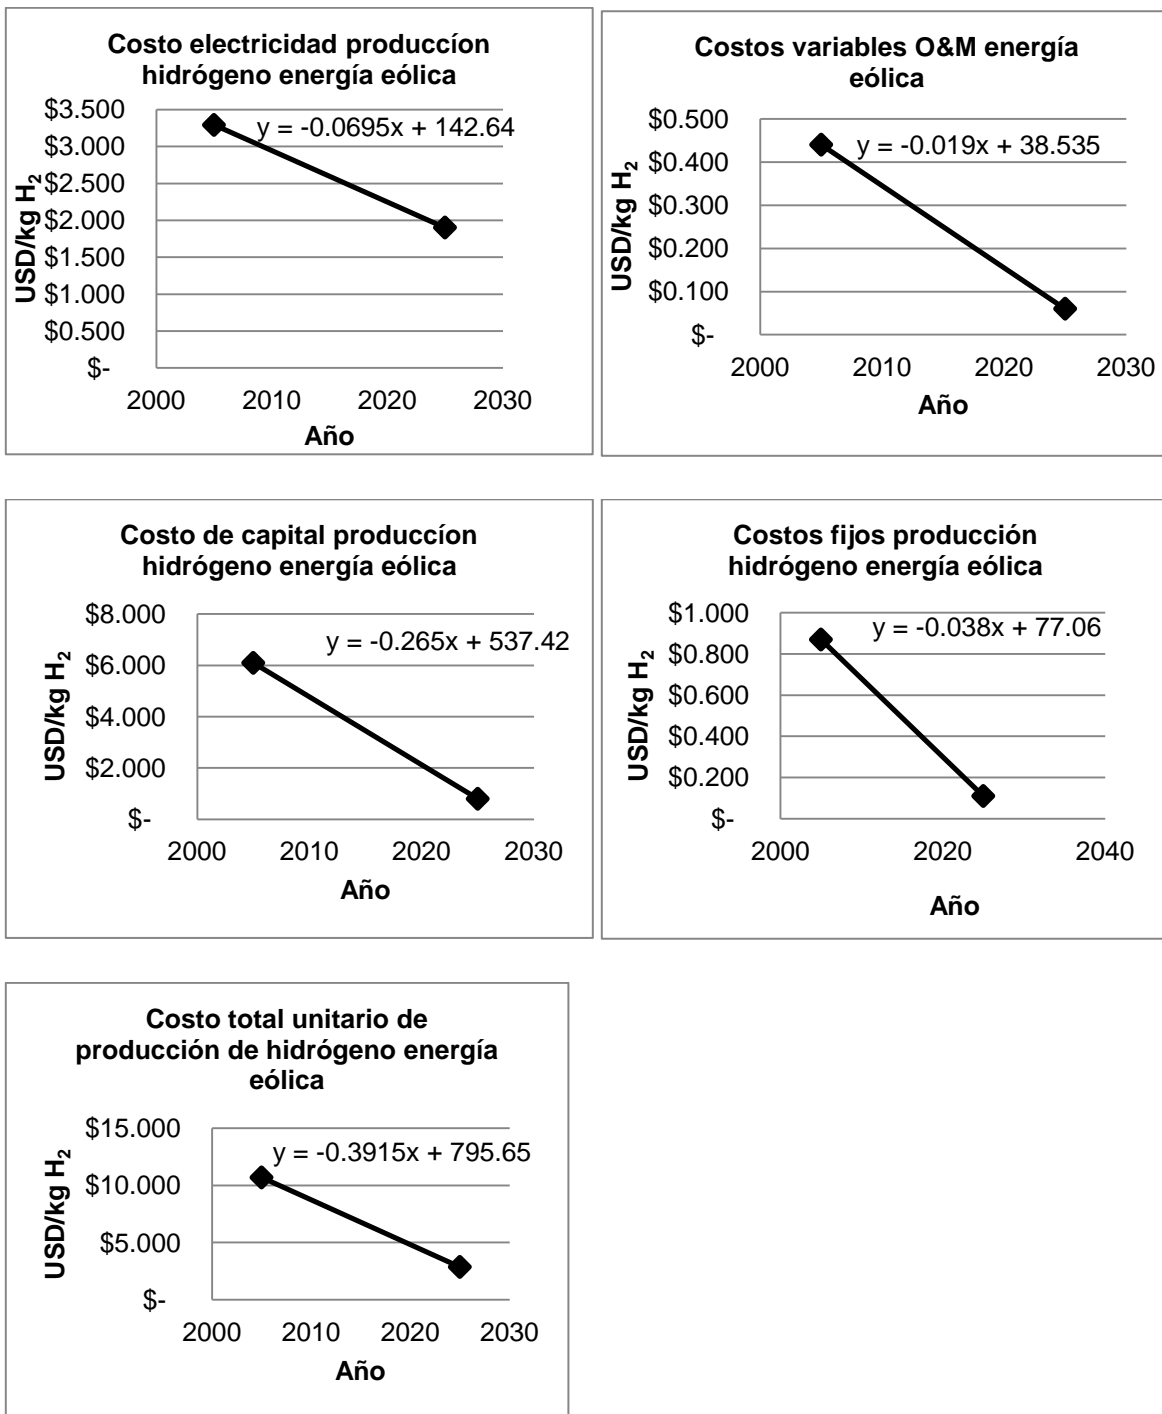 Costo electricidad produccíon
hidrógeno energía eólica
$3.500
$3.000
$2.500
$2.000
$1.500
$1.000
$0.500
$-
USD/kg H₂
y = -0.0695x + 142.64
2000 2010 2020 2030
Año
Costos variables O&M energía
eólica
$0.500
$0.400
$0.300
$0.200
$0.100
$-
USD/kg H₂
y = -0.019x + 38.535
2000 2010 2020 2030
Año
Costo de capital produccíon
hidrógeno energía eólica
$8.000
$6.000
$4.000
$2.000
$-
USD/kg H₂
y = -0.265x + 537.42
2000 2010 2020 2030
Año
Costos fijos producción
hidrógeno energía eólica
$1.000
$0.800
$0.600
$0.400
$0.200
$-
USD/kg H₂
y = -0.038x + 77.06
2000 2020 2040
Año
Costo total unitario de
producción de hidrógeno energía
eólica
$15.000
$10.000
$5.000
$-
USD/kg H₂
y = -0.3915x + 795.65
2000 2010 2020 2030
Año